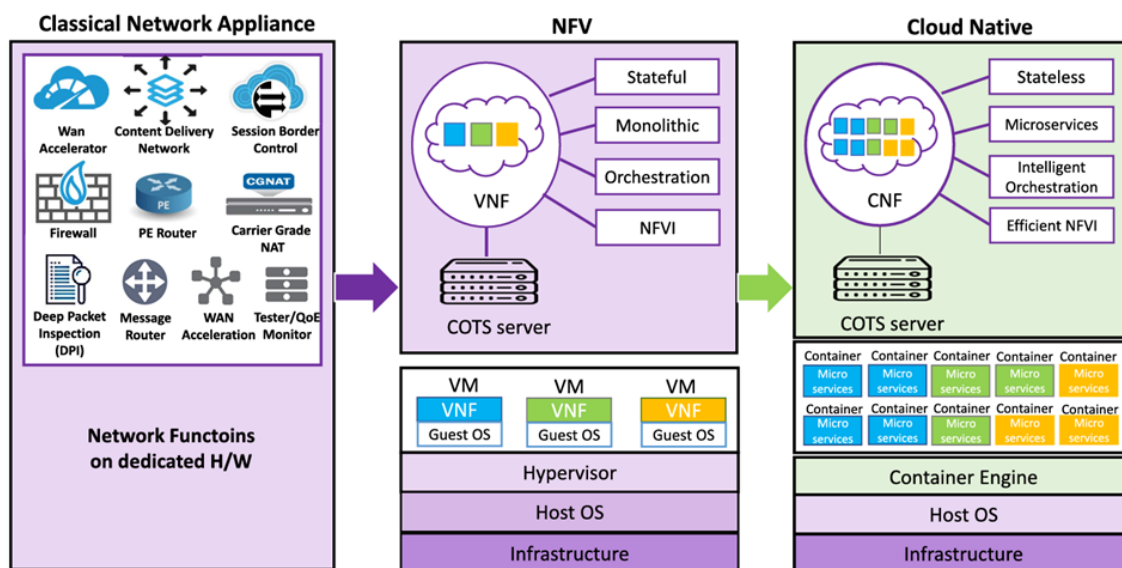 Classical Network Appliance
Wan
Accelerator
Content Delivery
Network
Session Border
Control
Firewall
PE
PE Router
CGNAT
Carrier Grade
NAT
Deep Packet
Inspection
(DPI)
Message
Router
WAN
Acceleration
Tester/QoE
Monitor
Network Functoins
on dedicated H/W
NFV
VNF
Stateful
Monolithic
Orchestration
NFVI
COTS server
VM
VNF
Guest OS
VM
VNF
Guest OS
VM
VNF
Guest OS
Hypervisor
Host OS
Infrastructure
Cloud Native
CNF
Stateless
Microservices
Intelligent
Orchestration
Efficient NFVI
COTS server
Container
Micro
services
Container
Micro
services
Container
Micro
services
Container
Micro
services
Container
Micro
services
Container
Micro
services
Container
Micro
services
Container
Micro
services
Container
Micro
services
Container
Micro
services
Container Engine
Host OS
Infrastructure